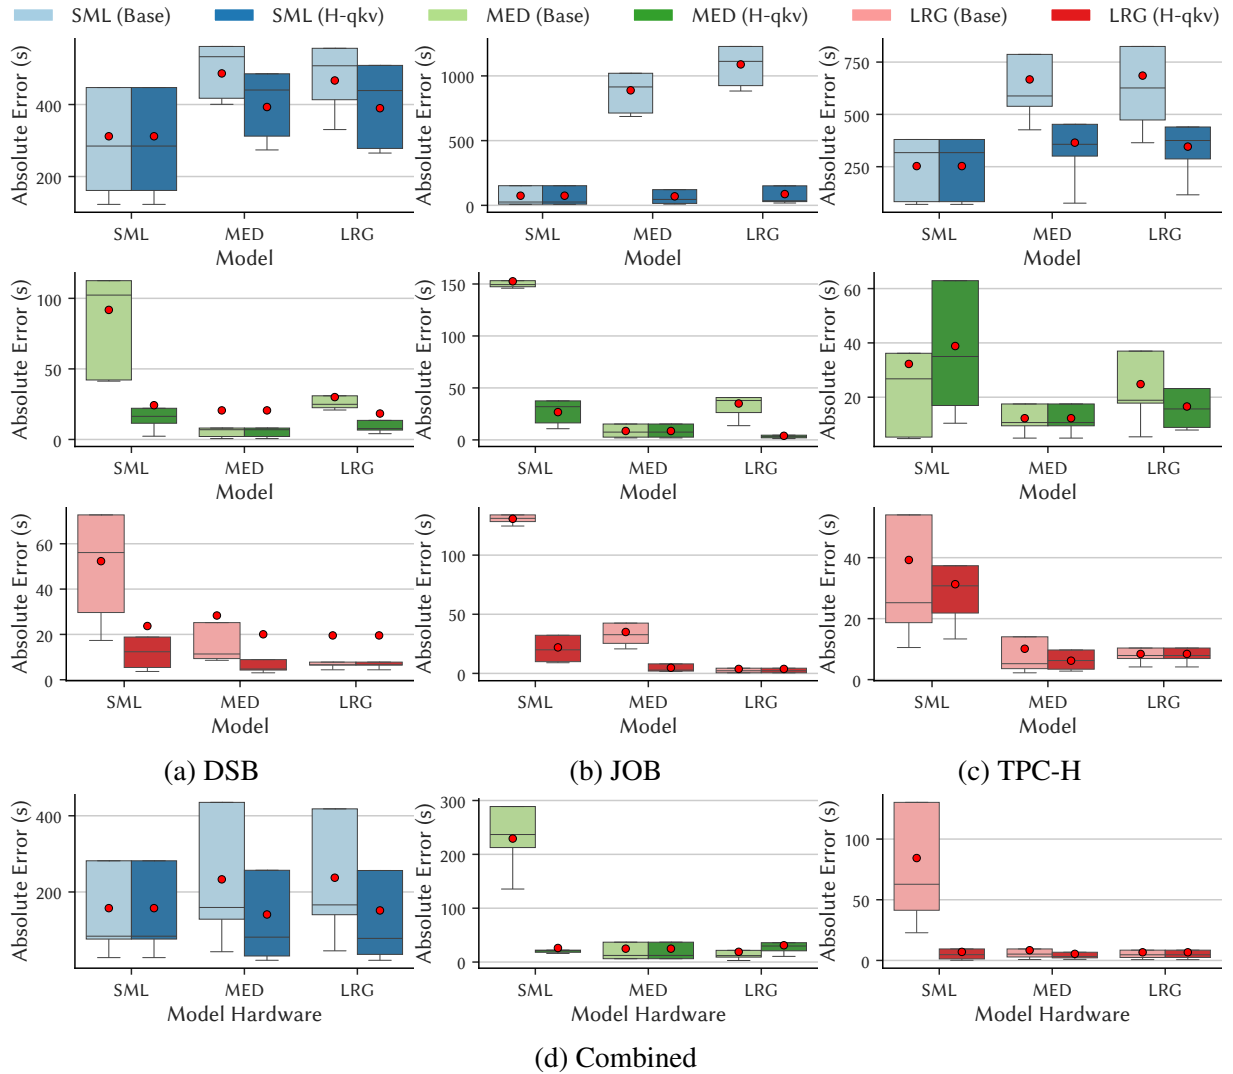 SML (Base) SML (H-qkv) MED (Base) MED (H-qkv) LRG (Base) LRG (H-qkv)
Absolute Error (s)
400
200
SML MED LRG
Model
Absolute Error (s)
1000
500
0
SML MED LRG
Model
Absolute Error (s)
750
500
250
SML MED LRG
Model
Absolute Error (s)
100
50
0
SML MED LRG
Model
Absolute Error (s)
150
100
50
0
SML MED LRG
Model
Absolute Error (s)
60
40
20
SML MED LRG
Model
Absolute Error (s)
60
40
20
0
SML MED LRG
Model
Absolute Error (s)
100
50
0
SML MED LRG
Model
Absolute Error (s)
40
20
0
SML MED LRG
Model
(a) DSB
(b) JOB
(c) TPC-H
Absolute Error (s)
400
200
SML MED LRG
Model Hardware
Absolute Error (s)
300
200
100
0
SML MED LRG
Model Hardware
Absolute Error (s)
100
50
0
SML MED LRG
Model Hardware
(d) Combined